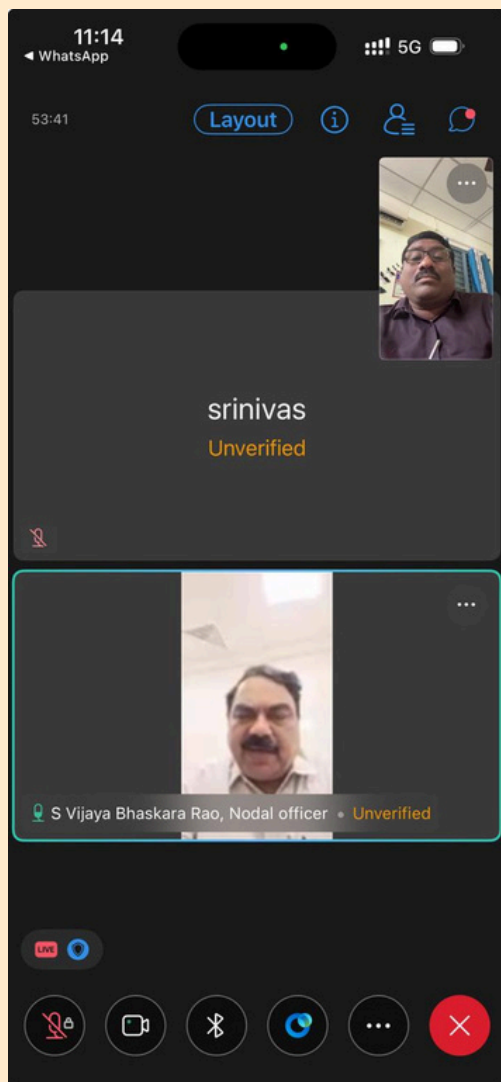 11:14
5G
◀ WhatsApp
53:41
Layout
srinivas
Unverified
S Vijaya Bhaskara Rao, Nodal officer • Unverified
LIVE